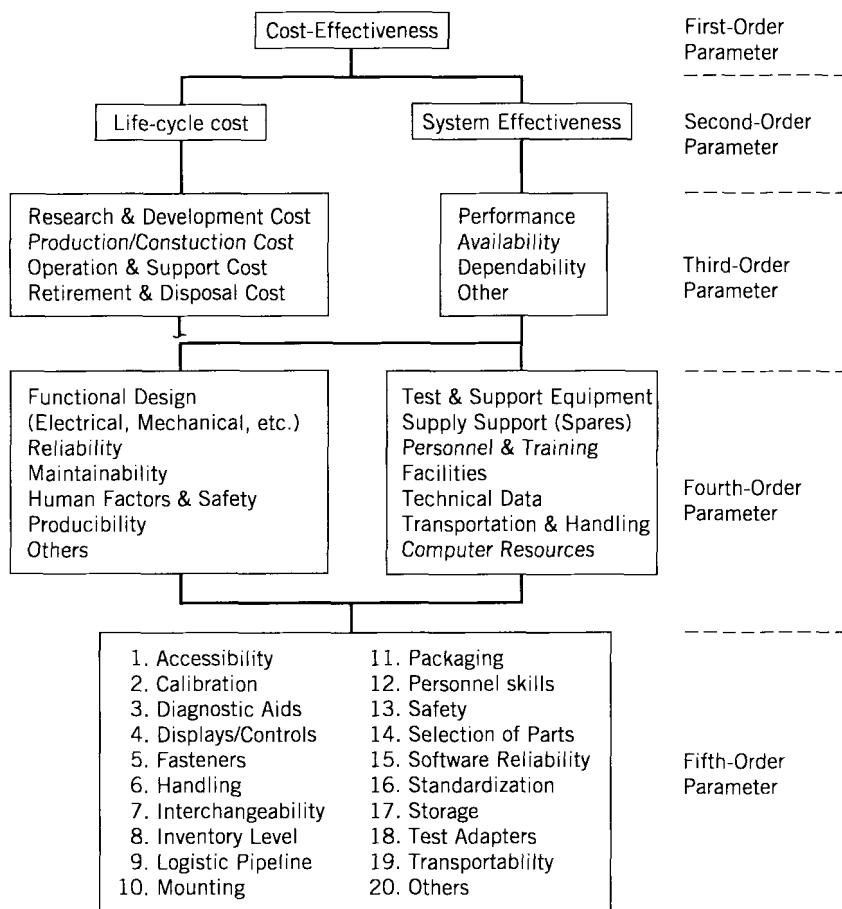 Cost-Effectiveness
First-Order
Parameter
Life-cycle cost
System Effectiveness
Second-Order
Parameter
Research & Development Cost
Production/Constuction Cost
Operation & Support Cost
Retirement & Disposal Cost
Performance
Availability
Dependability
Other
Third-Order
Parameter
Functional Design
(Electrical, Mechanical, etc.)
Reliability
Maintainability
Human Factors & Safety
Producibility
Others
Test & Support Equipment
Supply Support (Spares)
Personnel & Training
Facilities
Technical Data
Transportation & Handling
Computer Resources
Fourth-Order
Parameter
1. Accessibility
2. Calibration
3. Diagnostic Aids
4. Displays/Controls
5. Fasteners
6. Handling
7. Interchangeability
8. Inventory Level
9. Logistic Pipeline
10. Mounting
11. Packaging
12. Personnel skills
13. Safety
14. Selection of Parts
15. Software Reliability
16. Standardization
17. Storage
18. Test Adapters
19. Transportablilty
20. Others
Fifth-Order
Parameter